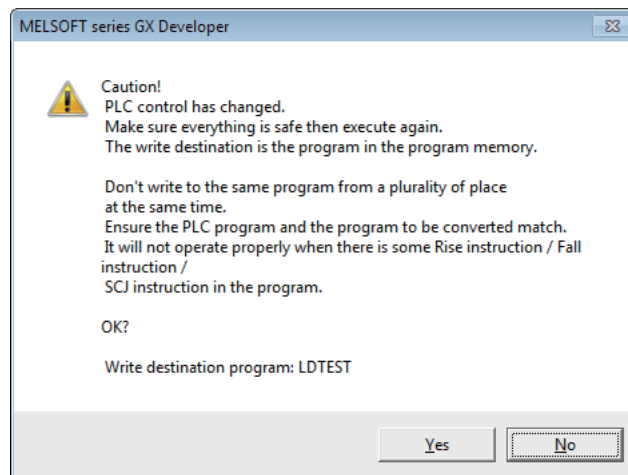 MELSOFT series GX Developer
Caution!
PLC control has changed.
Make sure everything is safe then execute again.
The write destination is the program in the program memory.
Don't write to the same program from a plurality of place
at the same time.
Ensure the PLC program and the program to be converted match.
It will not operate properly when there is some Rise instruction / Fall
instruction /
SCJ instruction in the program.
OK?
Write destination program: LDTEST
Yes
No